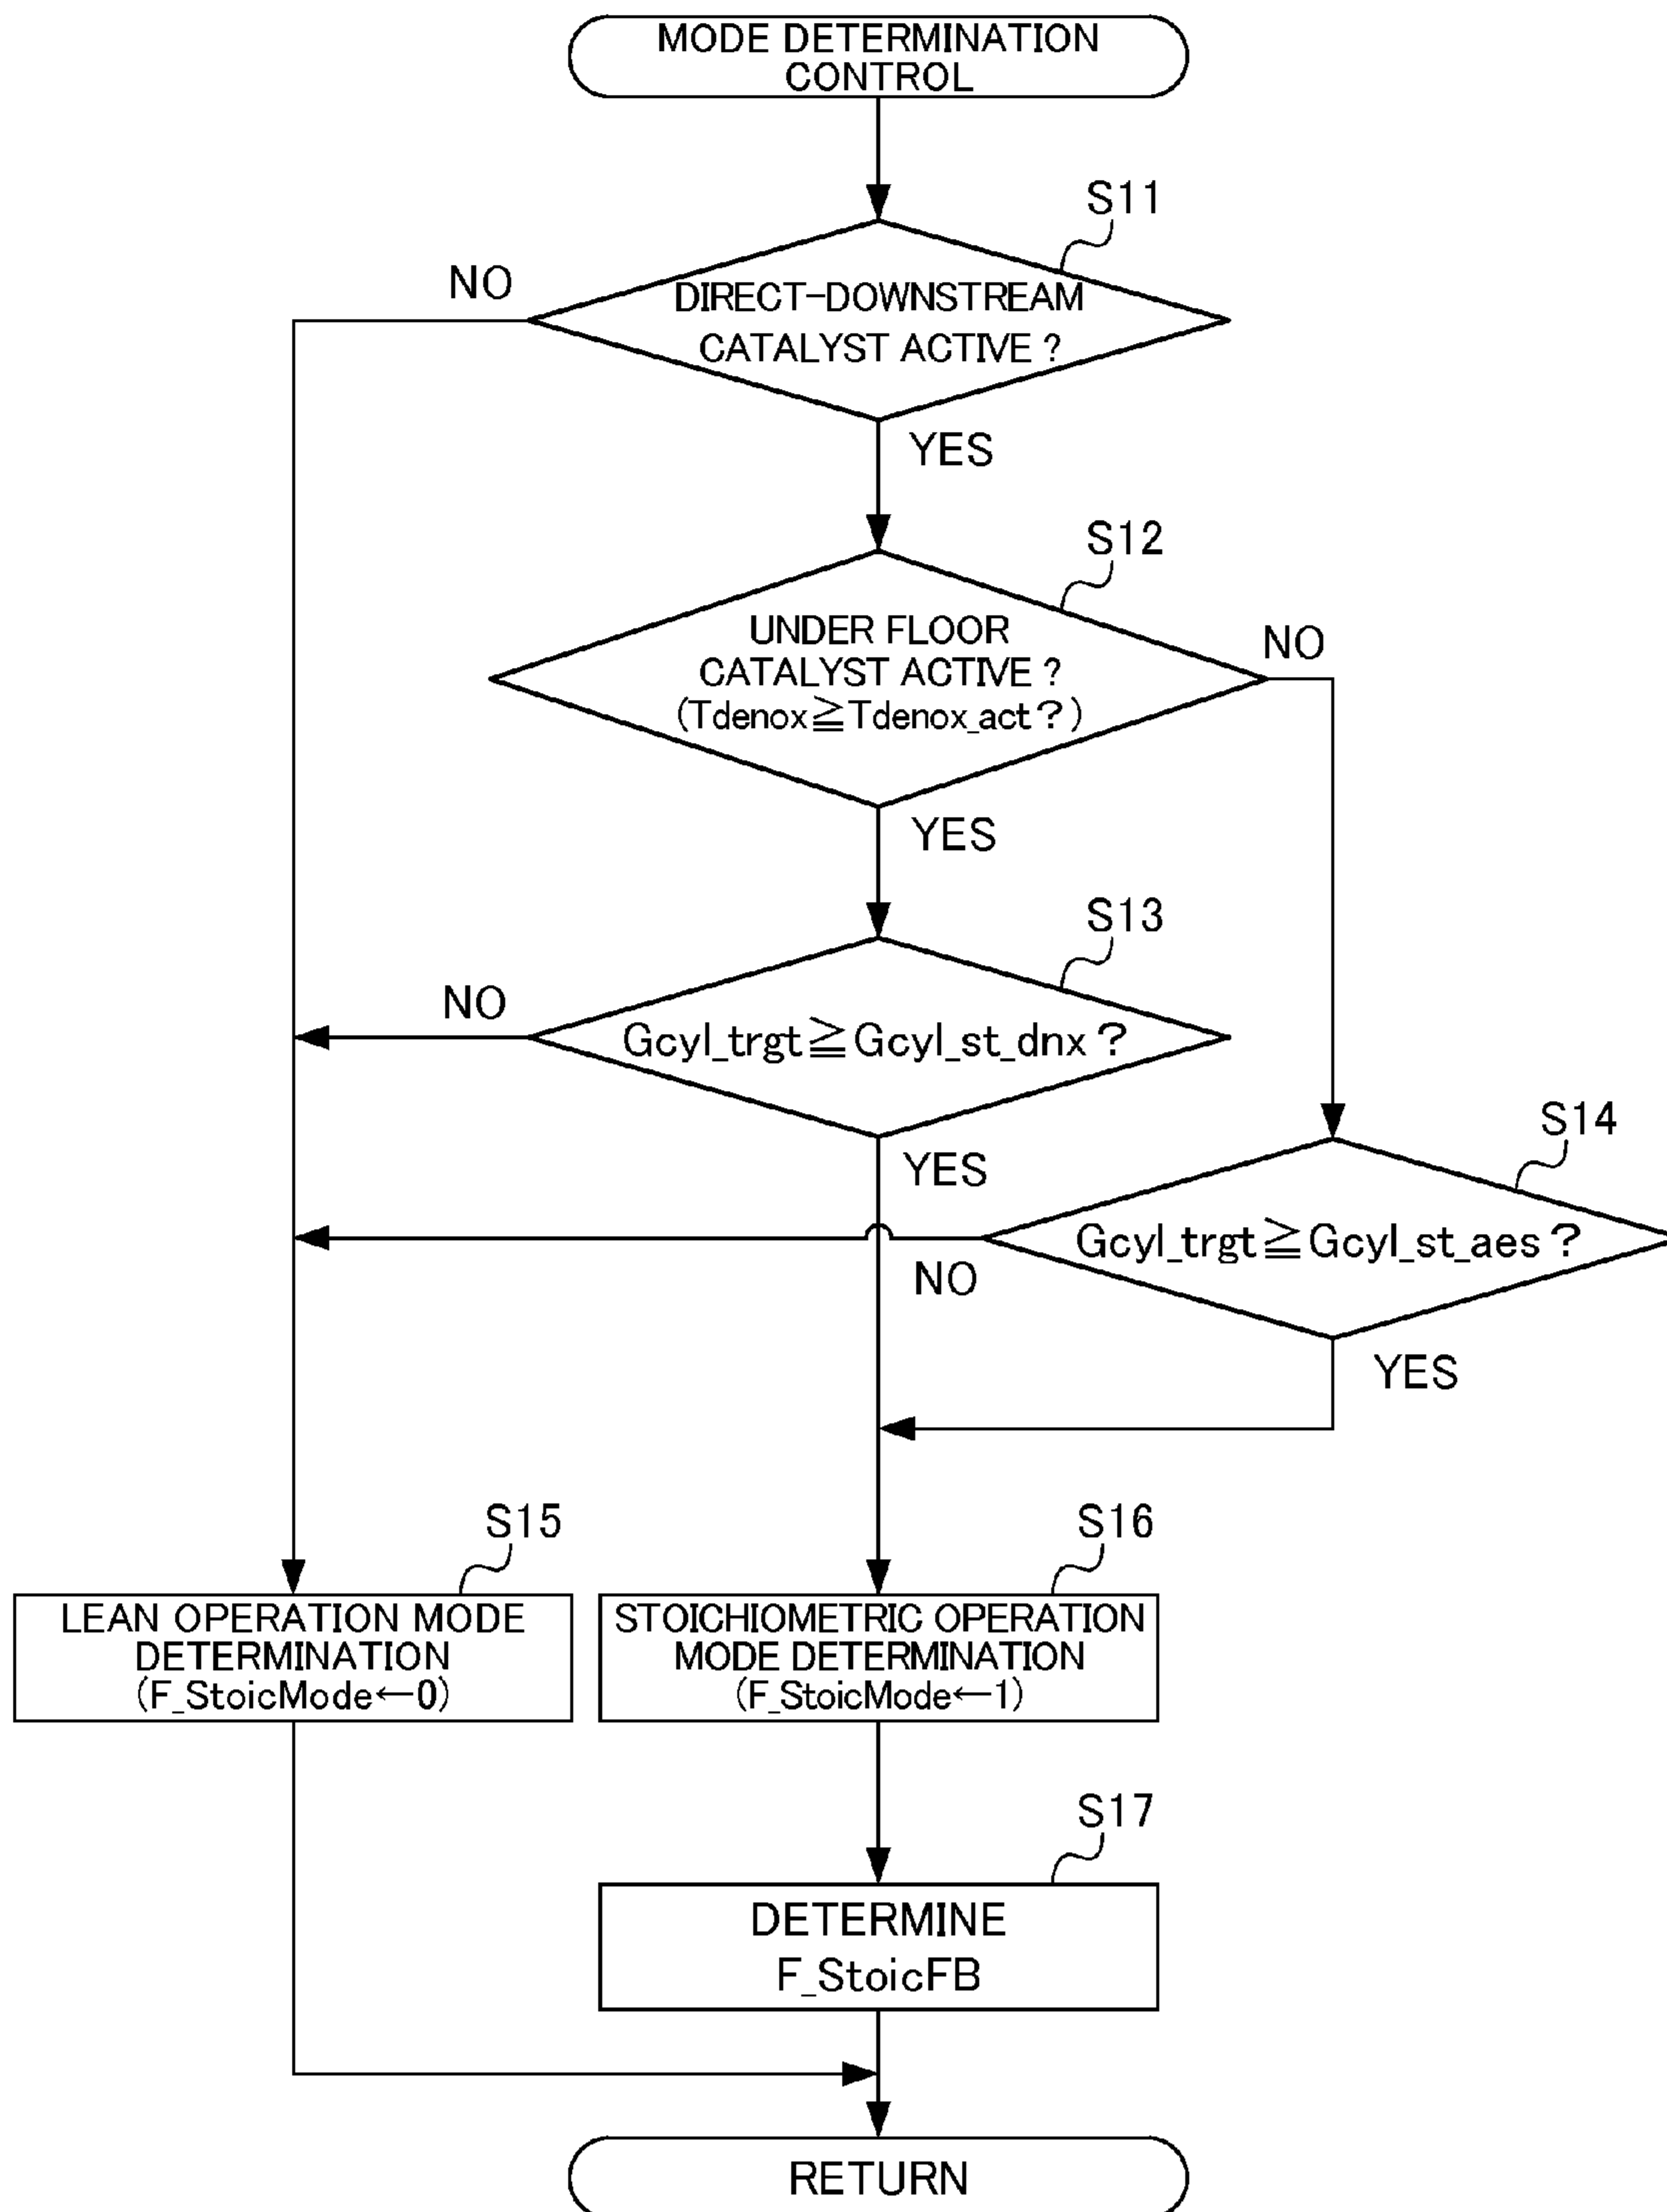 MODE DETERMINATION
CONTROL
S11
NO
DIRECT-DOWNSTREAM
CATALYST ACTIVE ?
YES
S12
UNDER FLOOR
CATALYST ACTIVE ?
(Tdenox≧Tdenox_act?)
NO
YES
S13
NO
Gcyl_trgt≧Gcyl_st_dnx ?
YES
S14
Gcyl_trgt≧Gcyl_st_aes ?
NO
YES
S15
LEAN OPERATION MODE
DETERMINATION
(F_StoicMode←0)
S16
STOICHIOMETRIC OPERATION
MODE DETERMINATION
(F_StoicMode←1)
S17
DETERMINE
F_StoicFB
RETURN